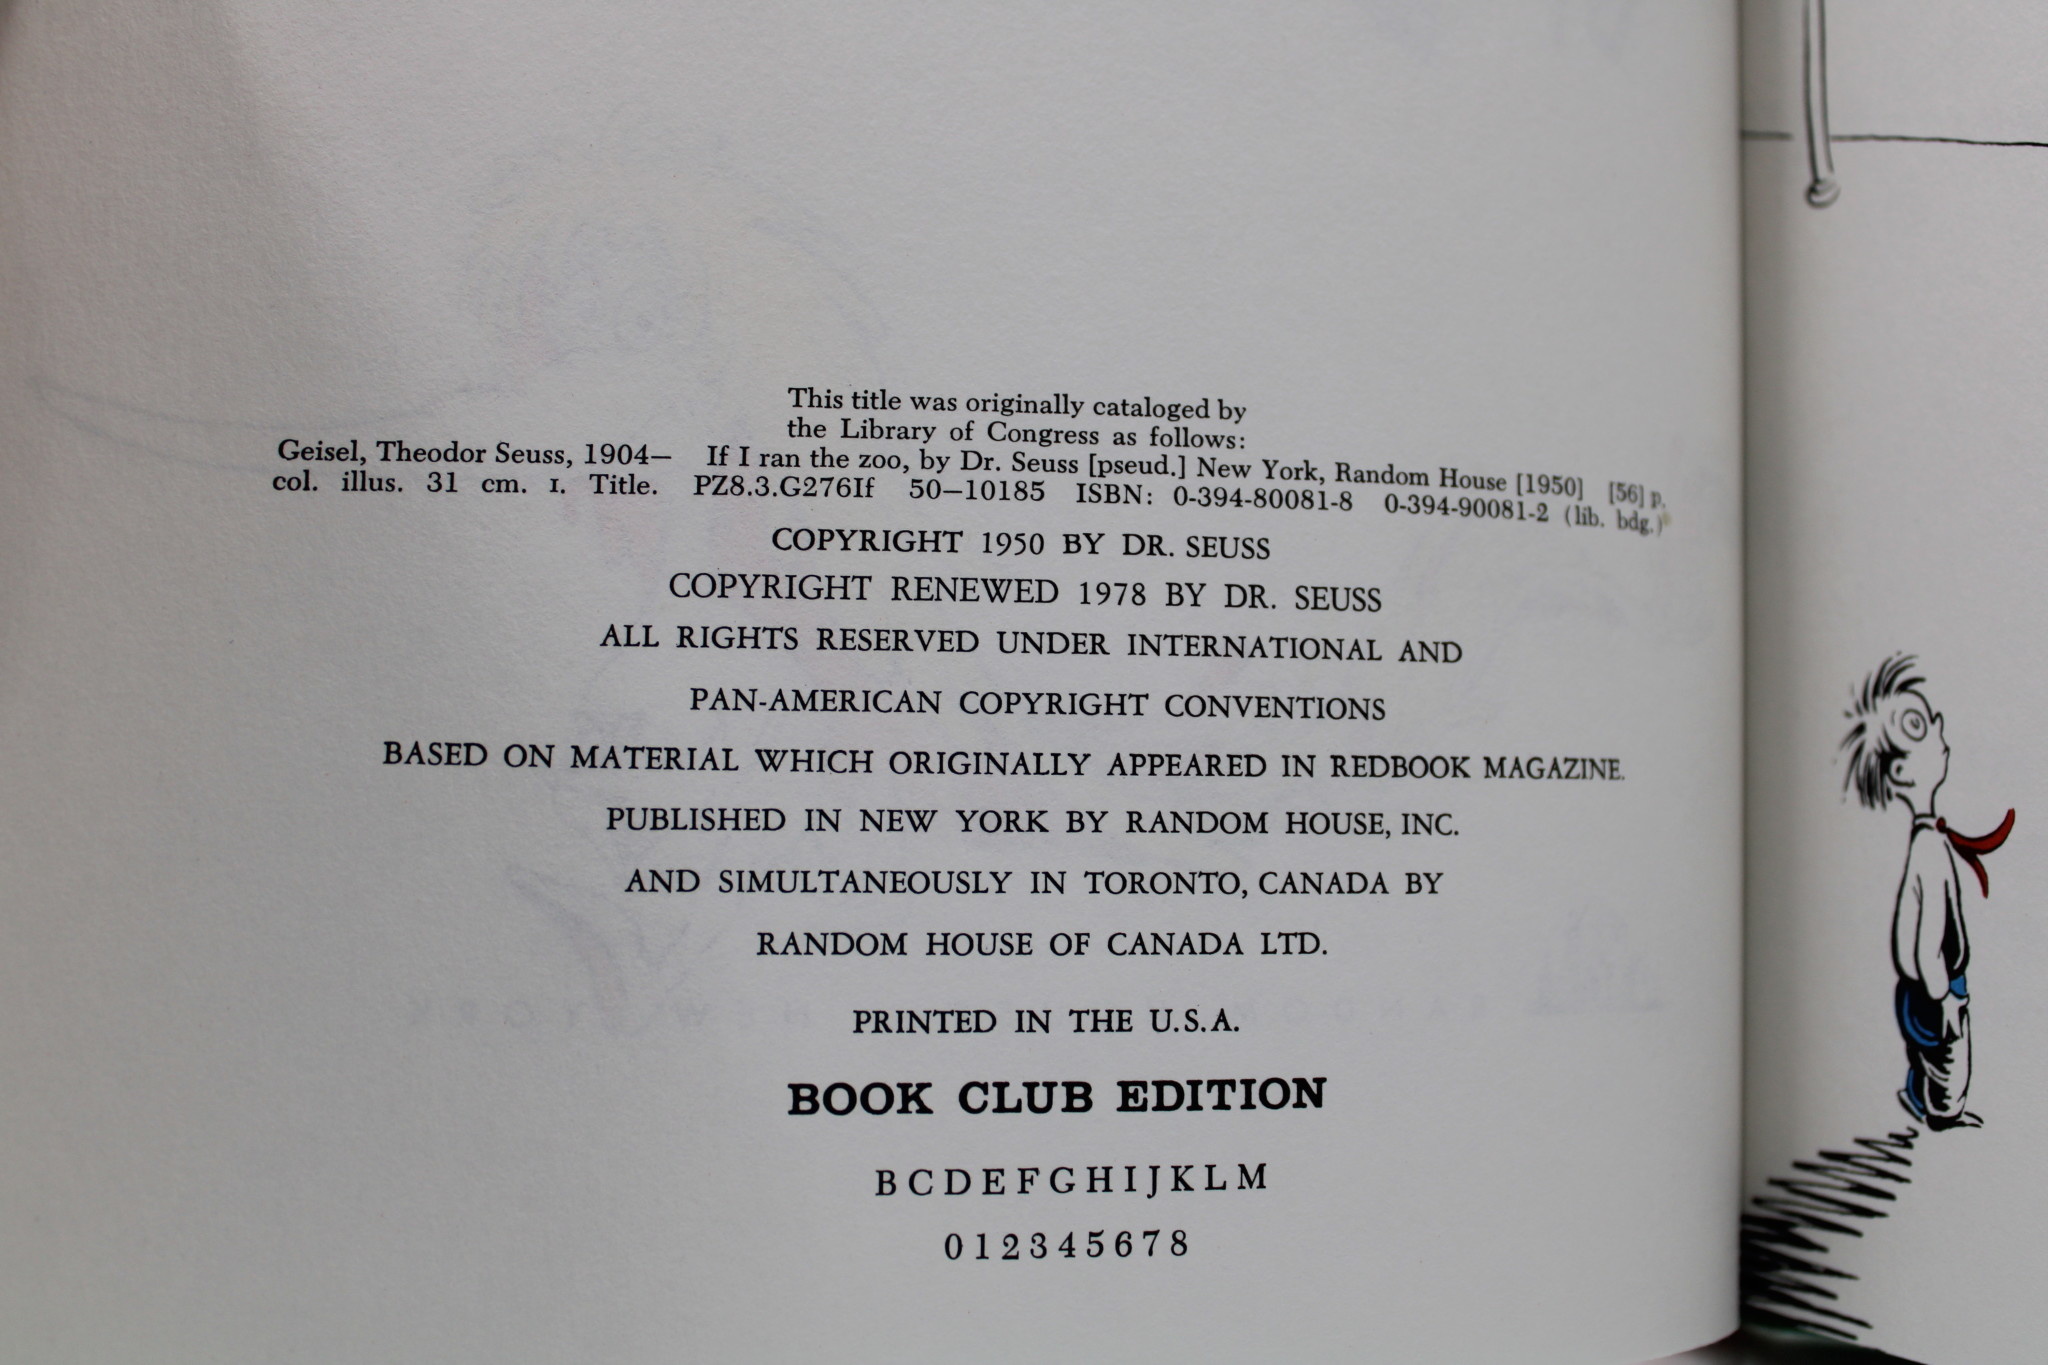 This title was originally cataloged by
the Library of Congress as follows:
Geisel, Theodor Seuss, 1904— If I ran the zoo, by Dr. Seuss [pseud.] New York, Random House [1950] [56] p.
col. illus. 31 cm. I. Title. PZ8.3.G276If 50—10185 ISBN: 0-394-80081-8 0-394-90081-2 (lib. bdg.)
COPYRIGHT 1950 BY DR. SEUSS
COPYRIGHT RENEWED 1978 BY DR. SEUSS
ALL RIGHTS RESERVED UNDER INTERNATIONAL AND
PAN-AMERICAN COPYRIGHT CONVENTIONS
BASED ON MATERIAL WHICH ORIGINALLY APPEARED IN REDBOOK MAGAZINE.
PUBLISHED IN NEW YORK BY RANDOM HOUSE, INC.
AND SIMULTANEOUSLY IN TORONTO, CANADA BY
RANDOM HOUSE OF CANADA LTD.
PRINTED IN THE U.S.A.
BOOK CLUB EDITION
B C D E F G H I J K L M
0 1 2 3 4 5 6 7 8